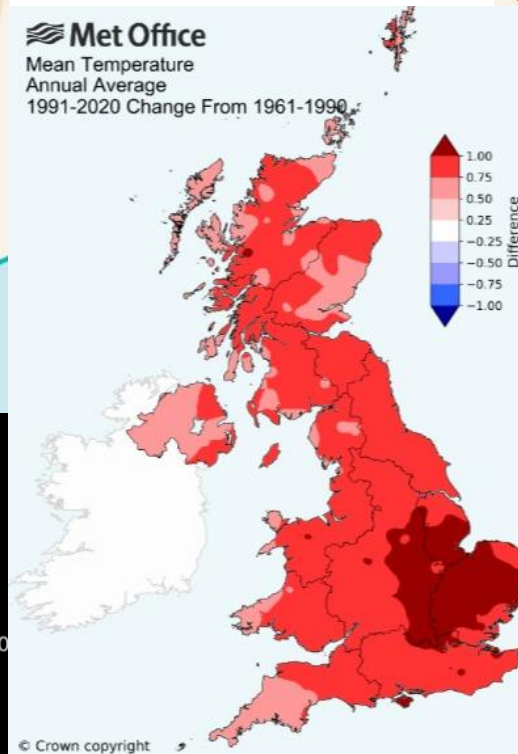 Met Office
Mean Temperature
Annual Average
1991-2020 Change From 1961-1990
1.00
0.75
0.50
0.25
−0.25
−0.50
−0.75
−1.00
Difference
0
© Crown copyright